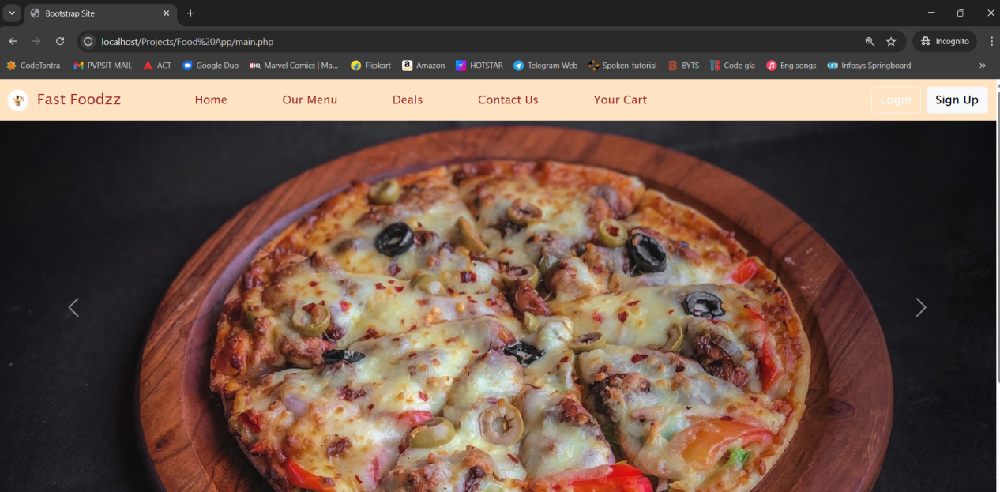 Bootstrap Site
localhost/Projects/Food%20App/main.php
Incognito
CodeTantra PVPSIT MAIL ACT Google Duo Marvel Comics | Ma... Flipkart Amazon HOTSTAR Telegram Web Spoken-tutorial BYTS Code gla Eng songs Infosys Springboard
Fast Foodzz Home Our Menu Deals Contact Us Your Cart Login Sign Up